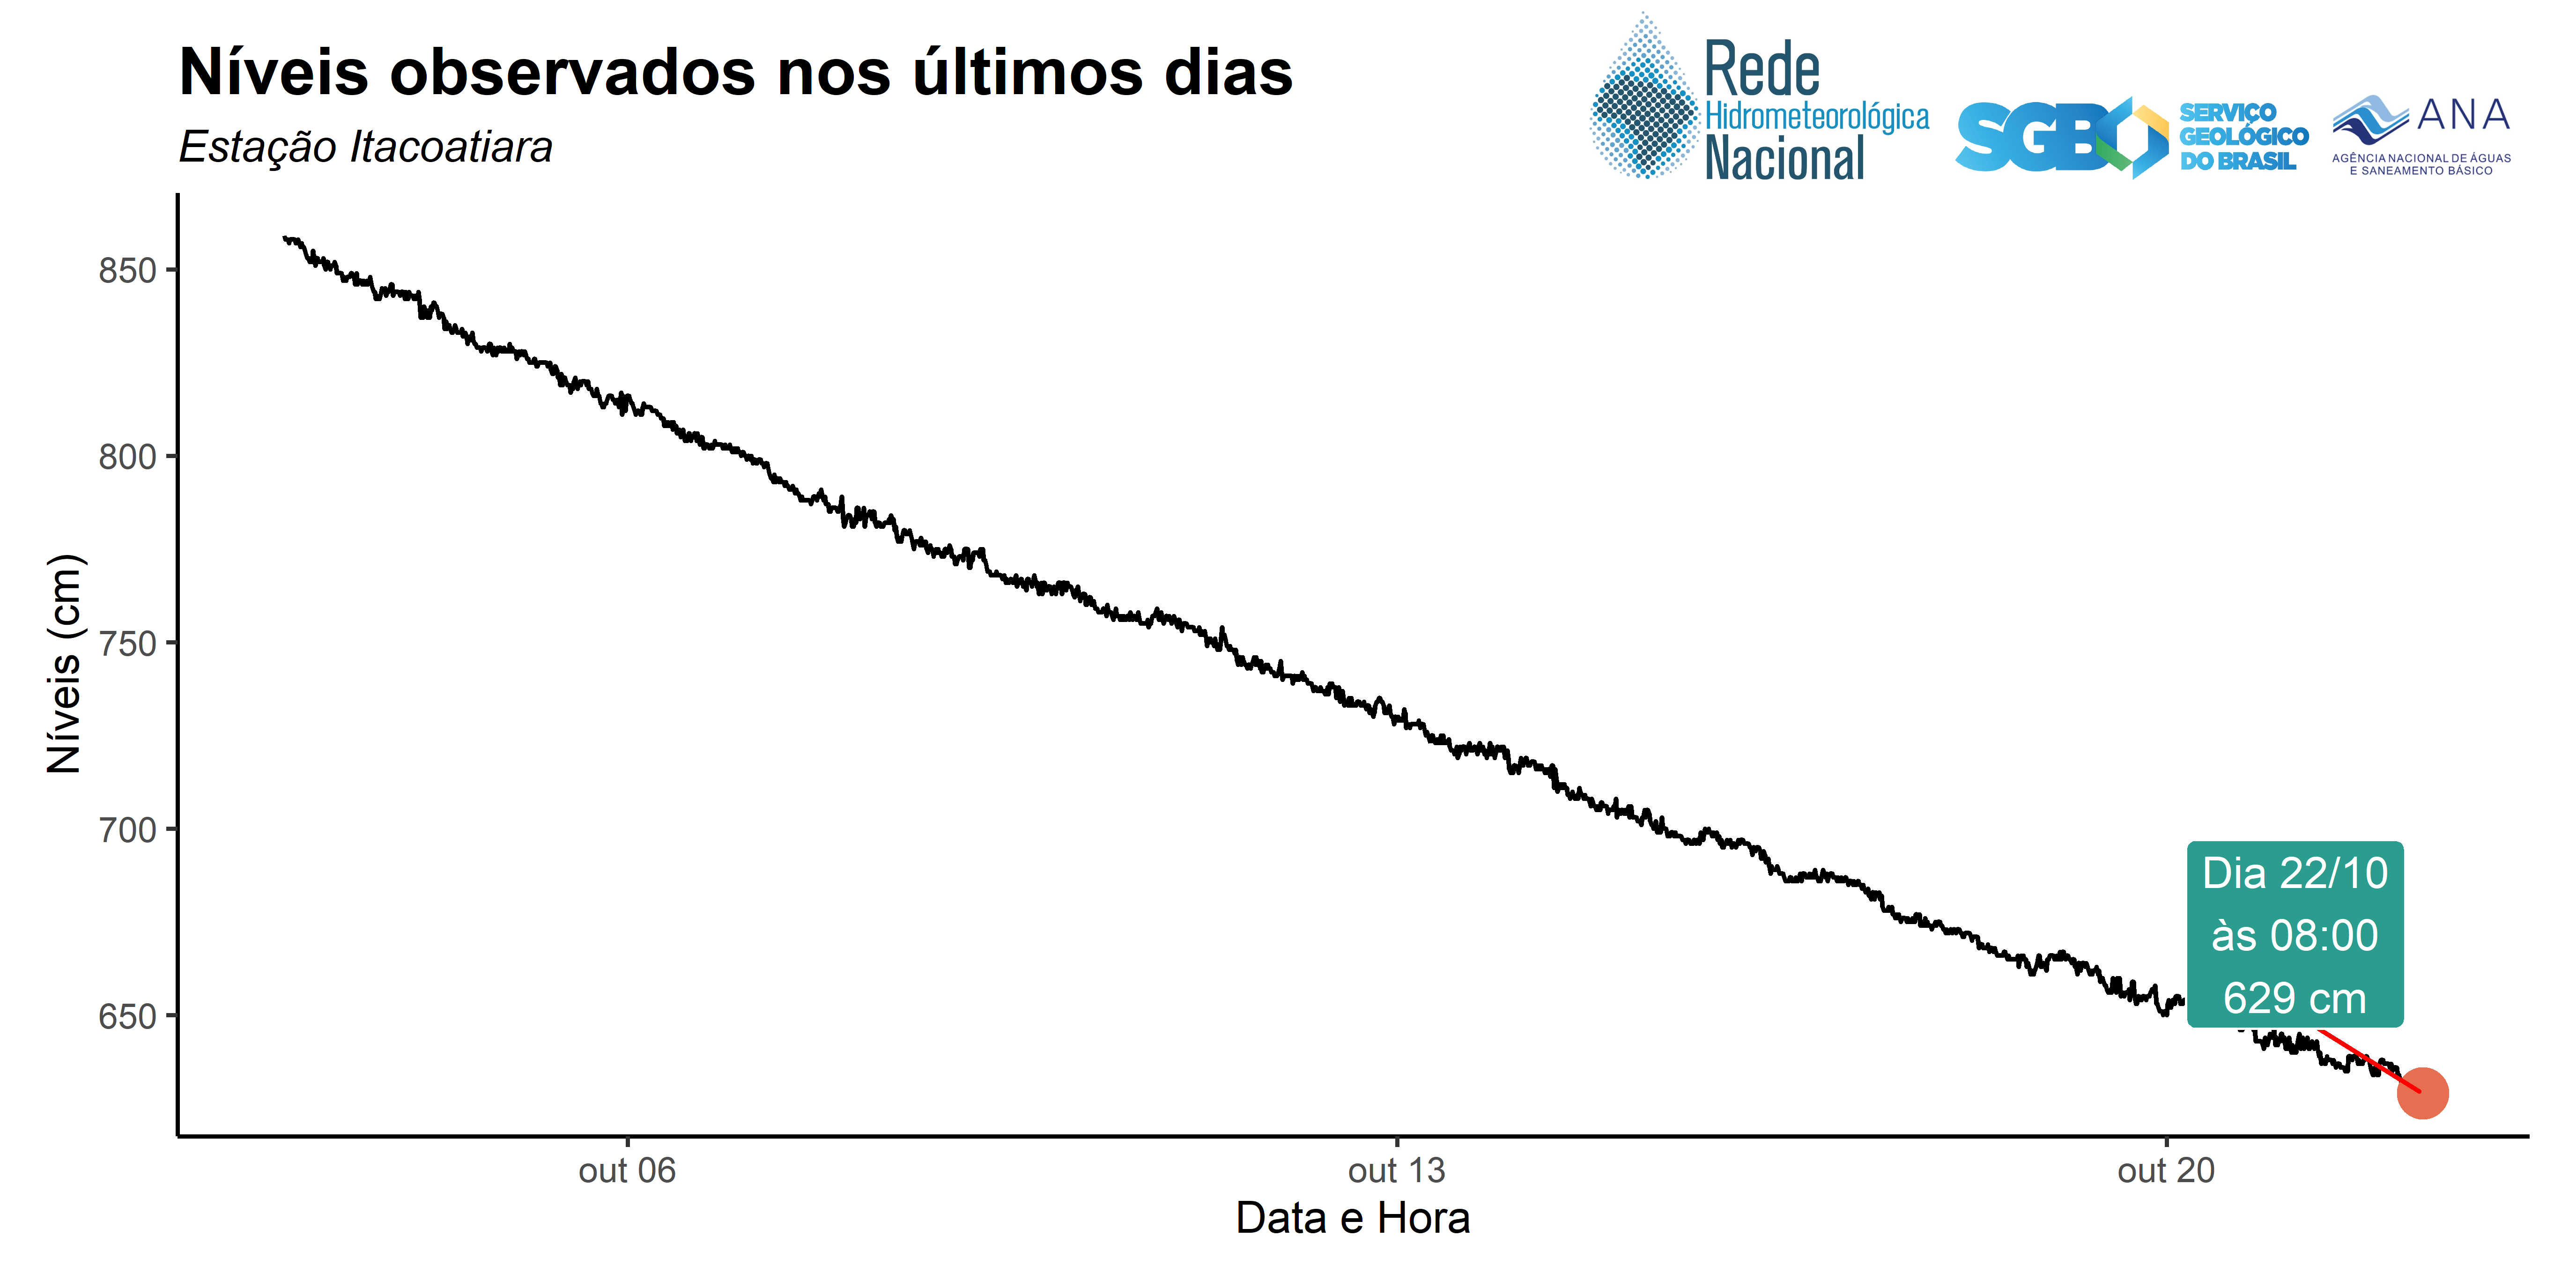 Níveis observados nos últimos dias
Estação Itacoatiara
Rede
Hidrometeorológica
Nacional
SGB
SERVIÇO
GEOLÓGICO
DO BRASIL
ANA
AGÊNCIA NACIONAL DE ÁGUAS
E SANEAMENTO BÁSICO
Níveis (cm)
850
800
750
700
650
Dia 22/10
às 08:00
629 cm
out 06
out 13
out 20
Data e Hora